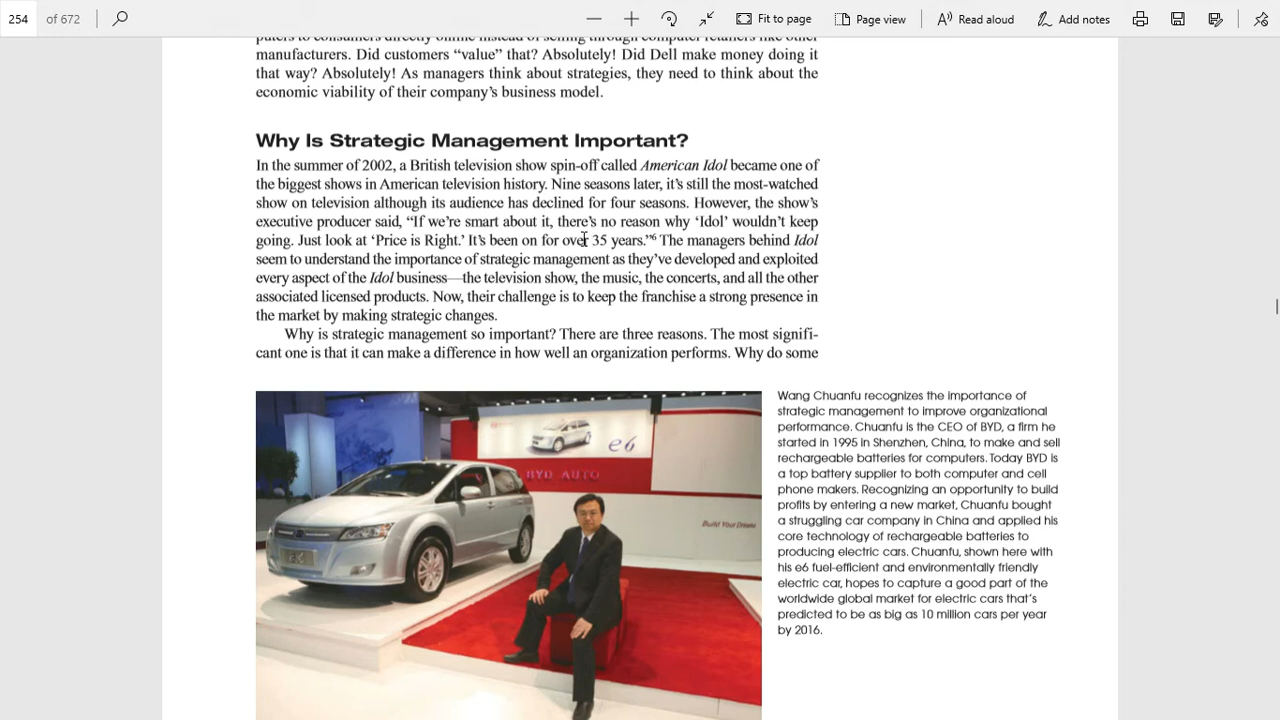 254 of 672
Fit to page
Page view
Read aloud
Add notes
puters to consumers directly online instead of selling through computer retailers like other
manufacturers. Did customers “value” that? Absolutely! Did Dell make money doing it
that way? Absolutely! As managers think about strategies, they need to think about the
economic viability of their company’s business model.
Why Is Strategic Management Important?
In the summer of 2002, a British television show spin-off called American Idol became one of
the biggest shows in American television history. Nine seasons later, it’s still the most-watched
show on television although its audience has declined for four seasons. However, the show’s
executive producer said, “If we’re smart about it, there’s no reason why ‘Idol’ wouldn’t keep
going. Just look at ‘Price is Right.’ It’s been on for over 35 years.”6 The managers behind Idol
seem to understand the importance of strategic management as they’ve developed and exploited
every aspect of the Idol business—the television show, the music, the concerts, and all the other
associated licensed products. Now, their challenge is to keep the franchise a strong presence in
the market by making strategic changes.
Why is strategic management so important? There are three reasons. The most signifi-
cant one is that it can make a difference in how well an organization performs. Why do some
e6
BYD AUTO
Build Your Dreams
Wang Chuanfu recognizes the importance of
strategic management to improve organizational
performance. Chuanfu is the CEO of BYD, a firm he
started in 1995 in Shenzhen, China, to make and sell
rechargeable batteries for computers. Today BYD is
a top battery supplier to both computer and cell
phone makers. Recognizing an opportunity to build
profits by entering a new market, Chuanfu bought
a struggling car company in China and applied his
core technology of rechargeable batteries to
producing electric cars. Chuanfu, shown here with
his e6 fuel-efficient and environmentally friendly
electric car, hopes to capture a good part of the
worldwide global market for electric cars that’s
predicted to be as big as 10 million cars per year
by 2016.